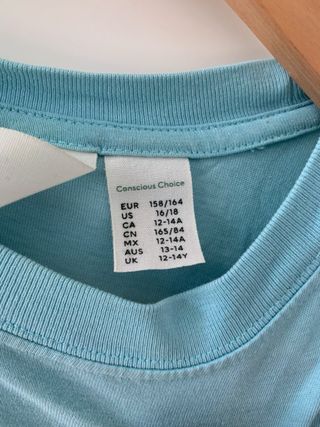 Conscious Choice
EUR 158/164
US 16/18
CA 12-14A
CN 165/84
MX 12-14A
AUS 13-14
UK 12-14Y